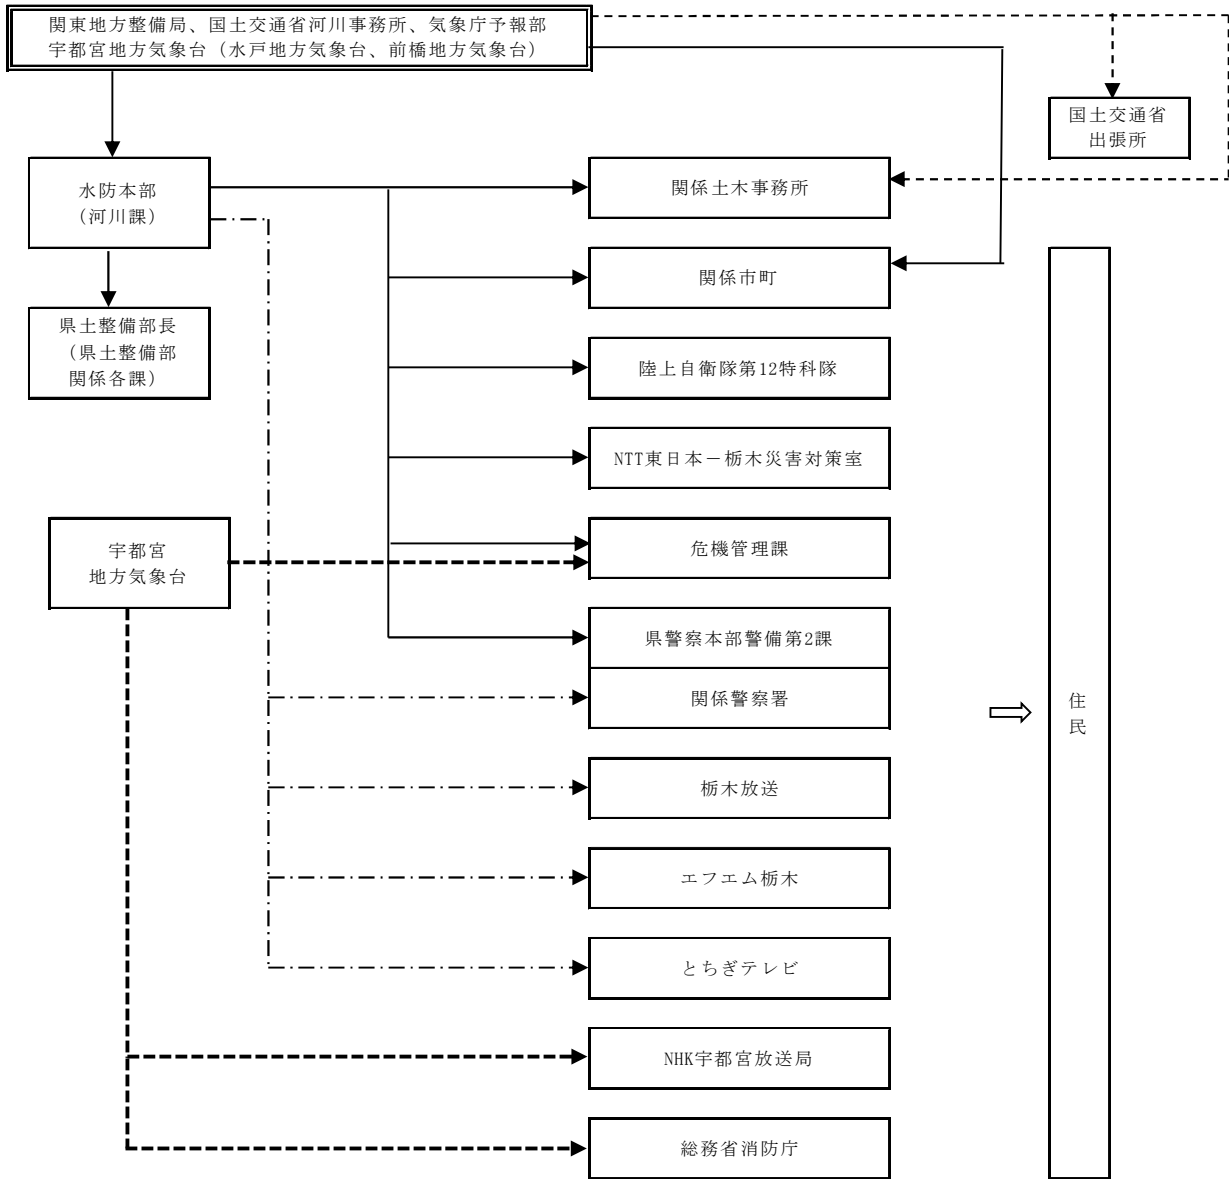 関東地方整備局、国土交通省河川事務所、気象庁予報部
宇都宮地方気象台（水戸地方気象台、前橋地方気象台）
国土交通省
出張所
水防本部
（河川課）
関係土木事務所
関係市町
県土整備部長
（県土整備部
関係各課）
陸上自衛隊第12特科隊
NTT東日本－栃木災害対策室
宇都宮
地方気象台
危機管理課
県警察本部警備第2課
関係警察署
住
民
栃木放送
エフエム栃木
とちぎテレビ
NHK宇都宮放送局
総務省消防庁